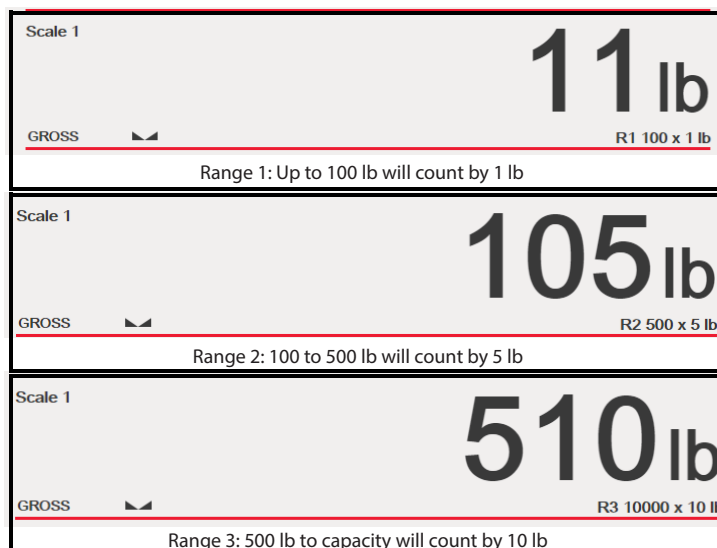 Scale 1
11 lb
GROSS R1 100 x 1 lb
Range 1: Up to 100 lb will count by 1 lb
Scale 1
105 lb
GROSS R2 500 x 5 lb
Range 2: 100 to 500 lb will count by 5 lb
Scale 1
510 lb
GROSS R3 10000 x 10 lb
Range 3: 500 lb to capacity will count by 10 lb